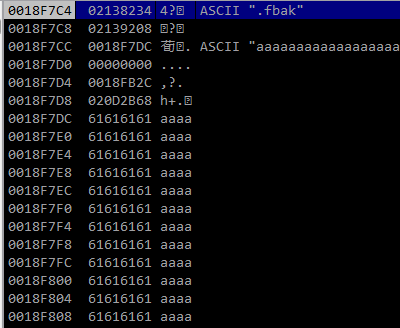 0018F7C4 02138234 4?□ ASCII ".fbak"
0018F7C8 02139208 □?□
0018F7CC 0018F7DC 荀□. ASCII "aaaaaaaaaaaaaaaaaa
0018F7D0 00000000 ....
0018F7D4 0018FB2C ,?.
0018F7D8 020D2B68 h+.□
0018F7DC 61616161 aaaa
0018F7E0 61616161 aaaa
0018F7E4 61616161 aaaa
0018F7E8 61616161 aaaa
0018F7EC 61616161 aaaa
0018F7F0 61616161 aaaa
0018F7F4 61616161 aaaa
0018F7F8 61616161 aaaa
0018F7FC 61616161 aaaa
0018F800 61616161 aaaa
0018F804 61616161 aaaa
0018F808 61616161 aaaa